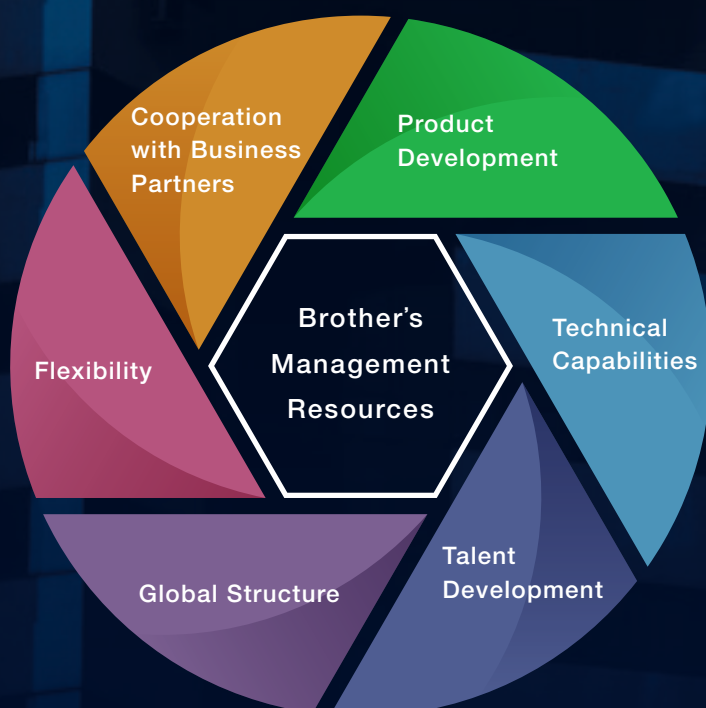 Cooperation
with Business
Partners
Product
Development
Brother’s
Management
Resources
Technical
Capabilities
Flexibility
Talent
Development
Global Structure